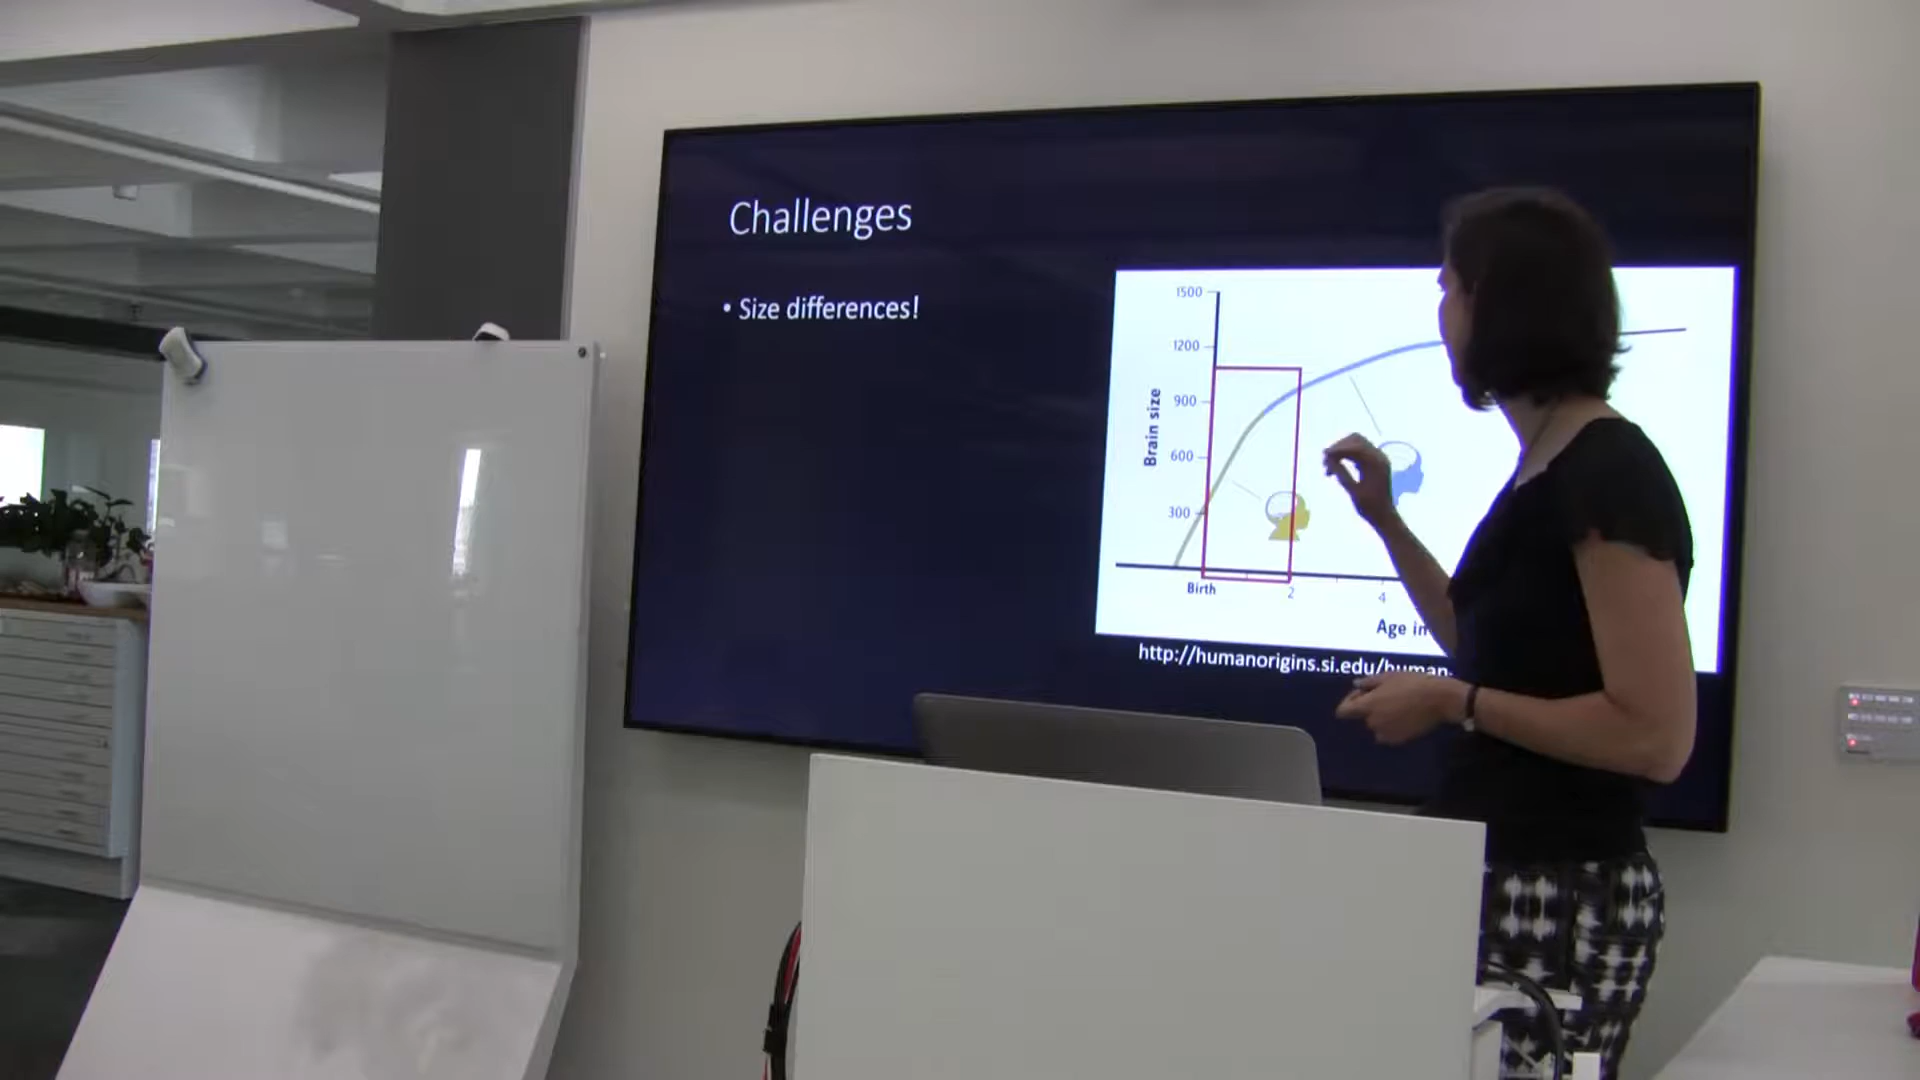 Challenges
• Size differences!
1500
1200
900
600
300
Brain size
Birth
2
4
Age in
http://humanorigins.si.edu/human-